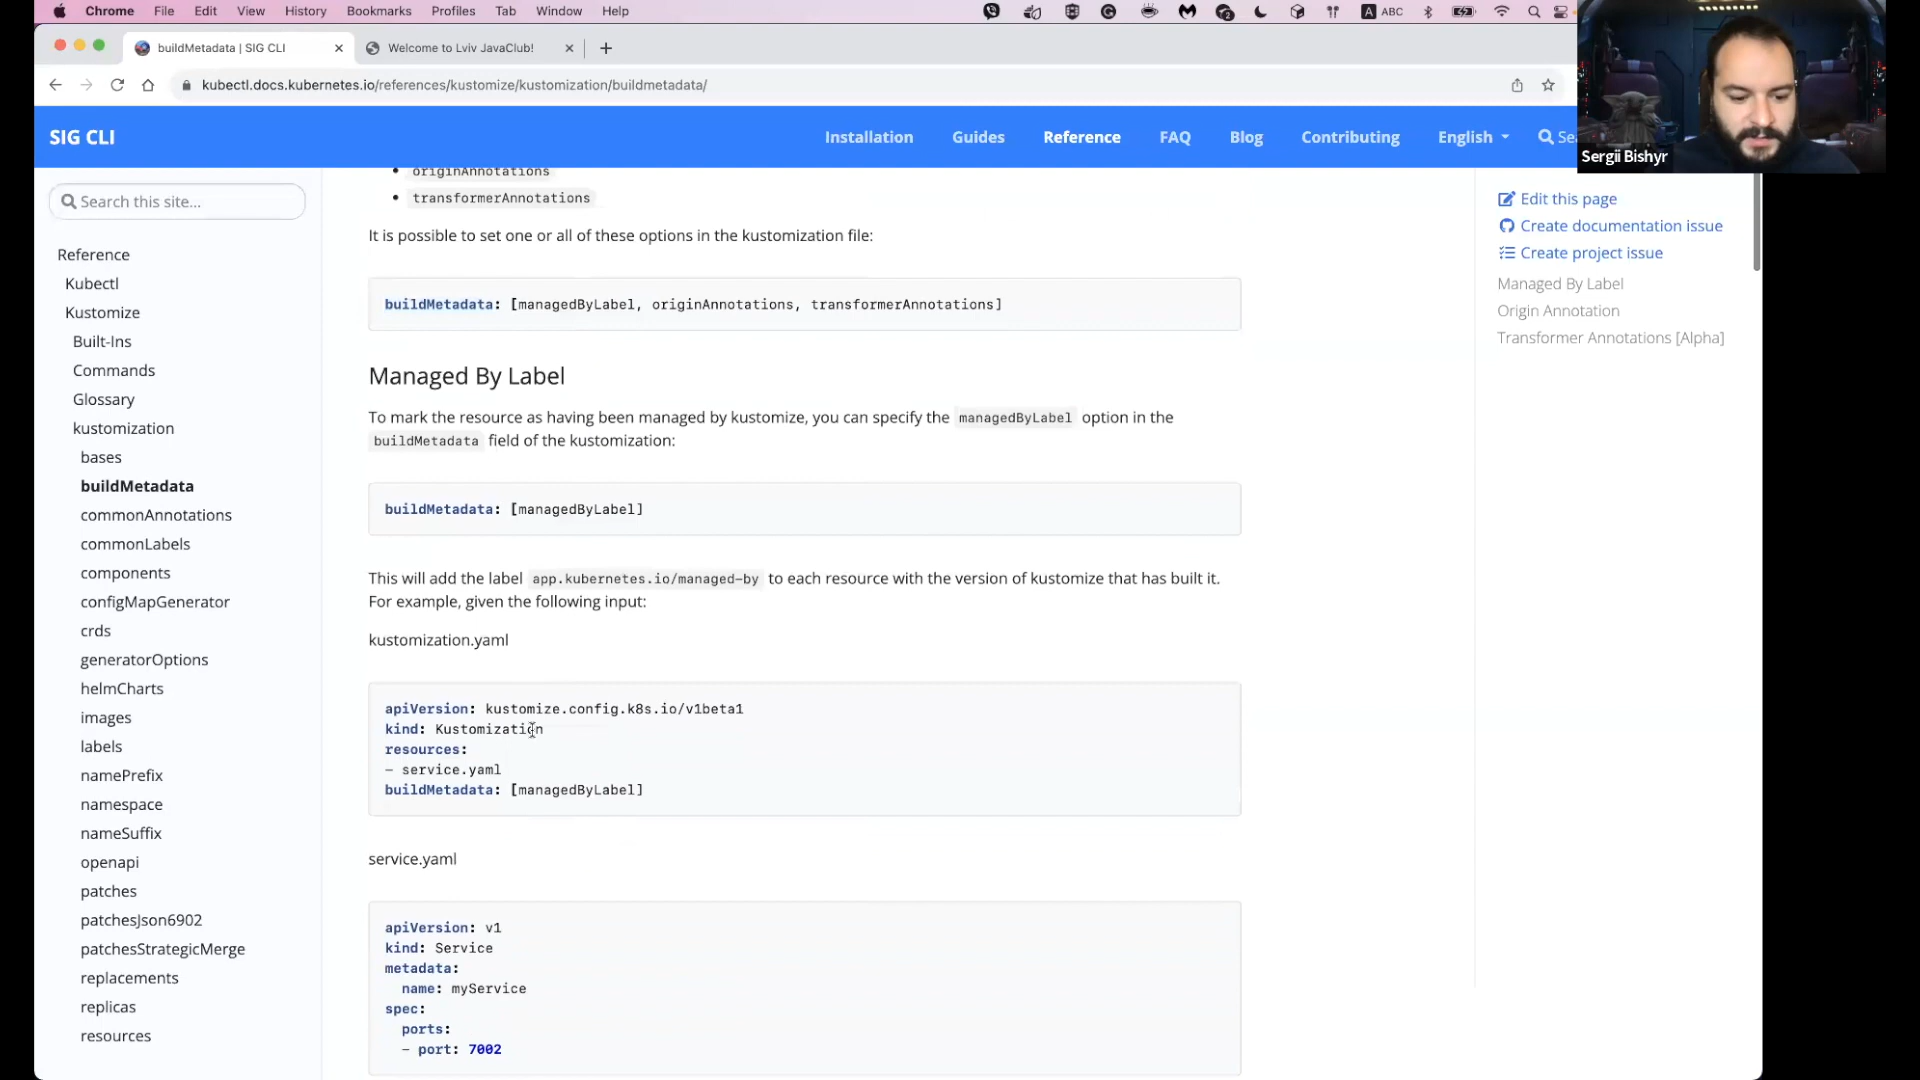 Chrome File Edit View History Bookmarks Profiles Tab Window Help
A ABC
buildMetadata | SIG CLI
Welcome to Lviv JavaClub!
kubectl.docs.kubernetes.io/references/kustomize/kustomization/buildmetadata/
Sergii Bishyr
SIG CLI
Installation Guides Reference FAQ Blog Contributing English
Search this site...
Reference
Kubectl
Kustomize
Built-Ins
Commands
Glossary
kustomization
bases
buildMetadata
commonAnnotations
commonLabels
components
configMapGenerator
crds
generatorOptions
helmCharts
images
labels
namePrefix
namespace
nameSuffix
openapi
patches
patchesJson6902
patchesStrategicMerge
replacements
replicas
resources
originAnnotations
transformerAnnotations
It is possible to set one or all of these options in the kustomization file:
buildMetadata: [managedByLabel, originAnnotations, transformerAnnotations]
Managed By Label
To mark the resource as having been managed by kustomize, you can specify the managedByLabel option in the
buildMetadata field of the kustomization:
buildMetadata: [managedByLabel]
This will add the label app.kubernetes.io/managed-by to each resource with the version of kustomize that has built it.
For example, given the following input:
kustomization.yaml
apiVersion: kustomize.config.k8s.io/v1beta1
kind: Kustomization
resources:
- service.yaml
buildMetadata: [managedByLabel]
service.yaml
apiVersion: v1
kind: Service
metadata:
name: myService
spec:
ports:
- port: 7002
Edit this page
Create documentation issue
Create project issue
Managed By Label
Origin Annotation
Transformer Annotations [Alpha]